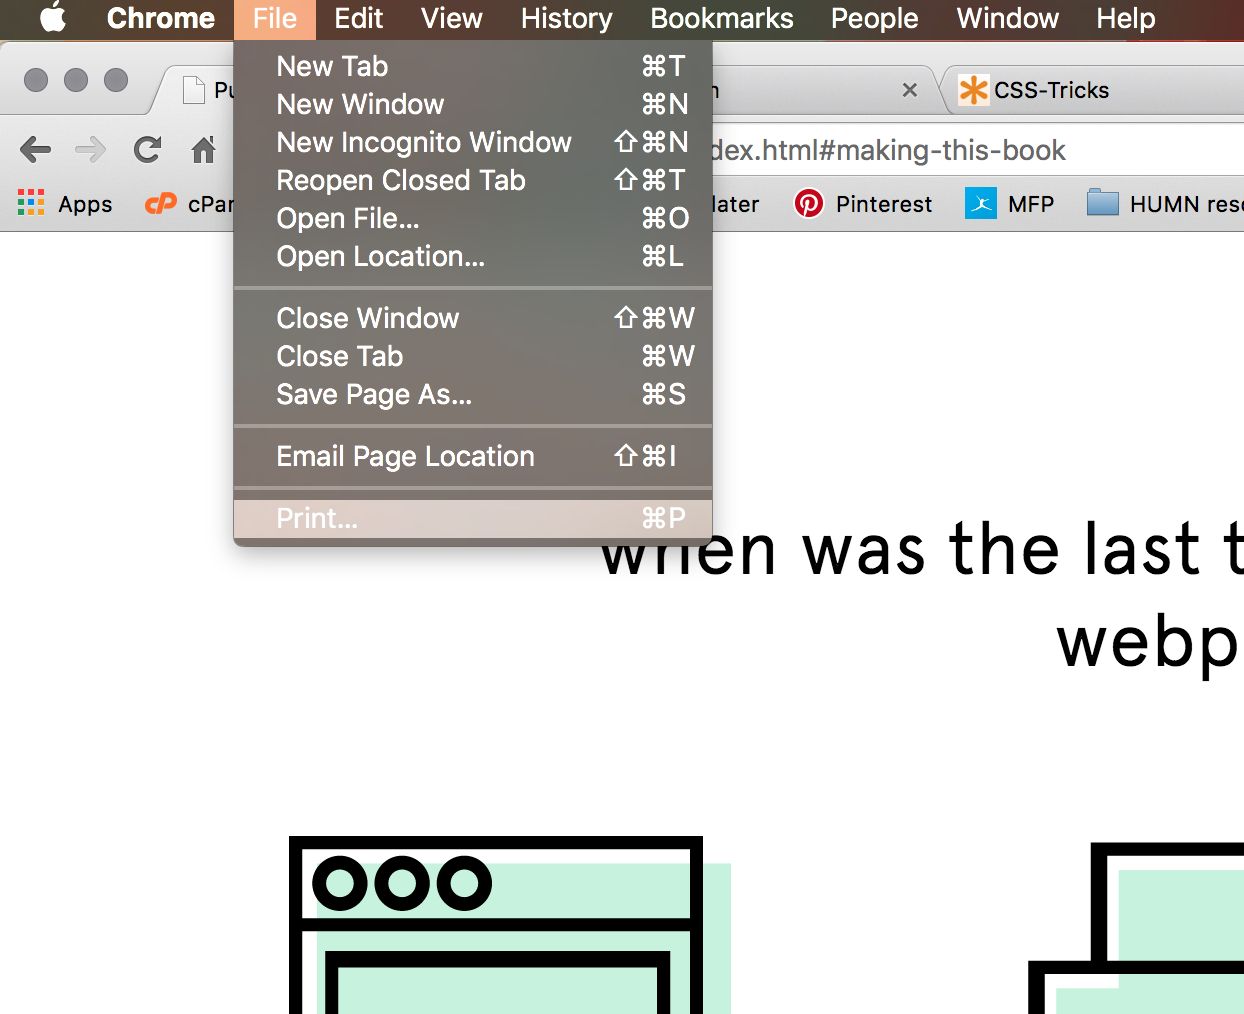 Chrome File Edit View History Bookmarks People Window Help
CSS-Tricks
dex.html#making-this-book
Apps cPar later Pinterest MFP HUMN rese
New Tab ⌘T
New Window ⌘N
New Incognito Window ⇧⌘N
Reopen Closed Tab ⇧⌘T
Open File... ⌘O
Open Location... ⌘L
Close Window ⇧⌘W
Close Tab ⌘W
Save Page As... ⌘S
Email Page Location ⇧⌘I
Print... ⌘P
when was the last t
webp